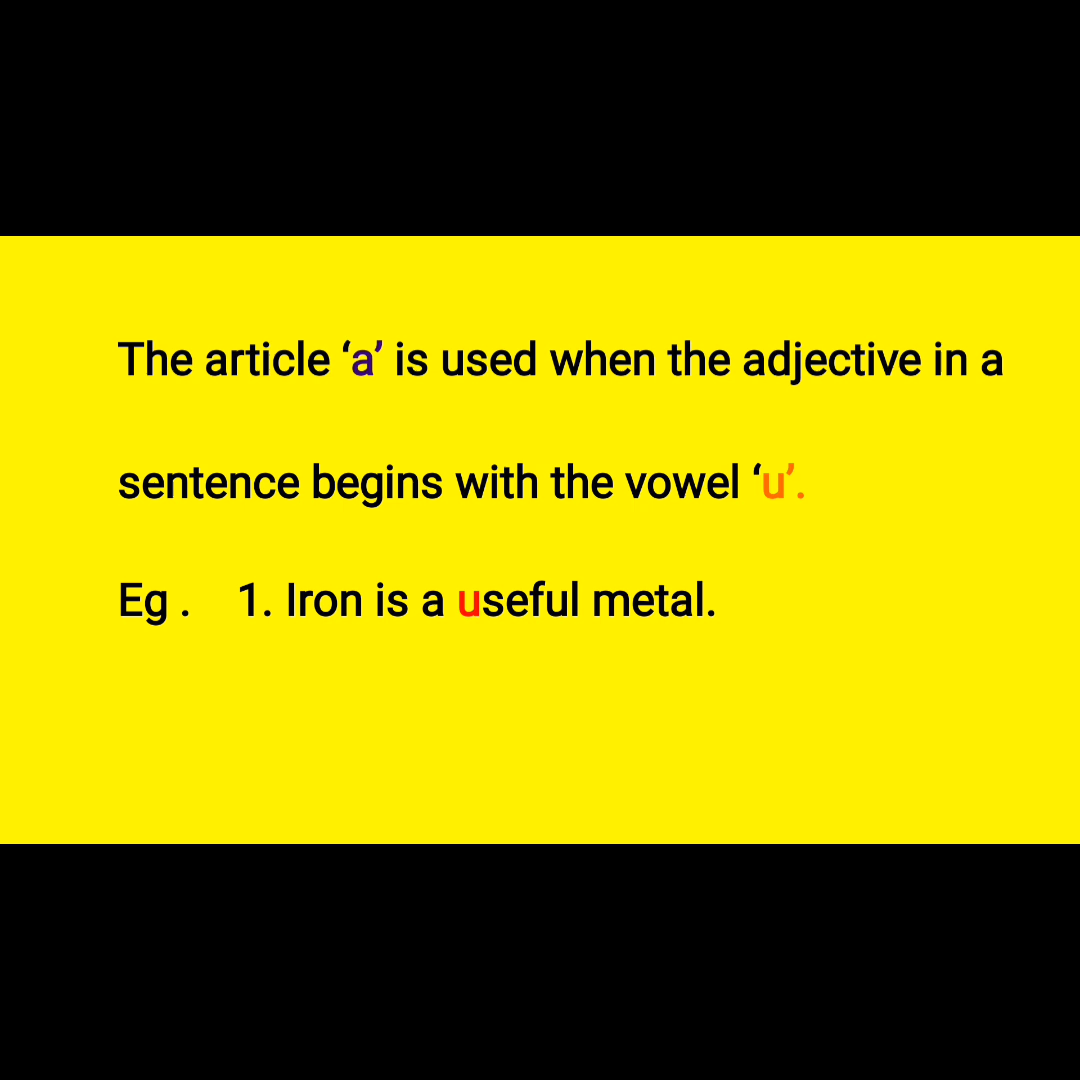 The article ‘a’ is used when the adjective in a
sentence begins with the vowel ‘u’.
Eg . 1. Iron is a useful metal.